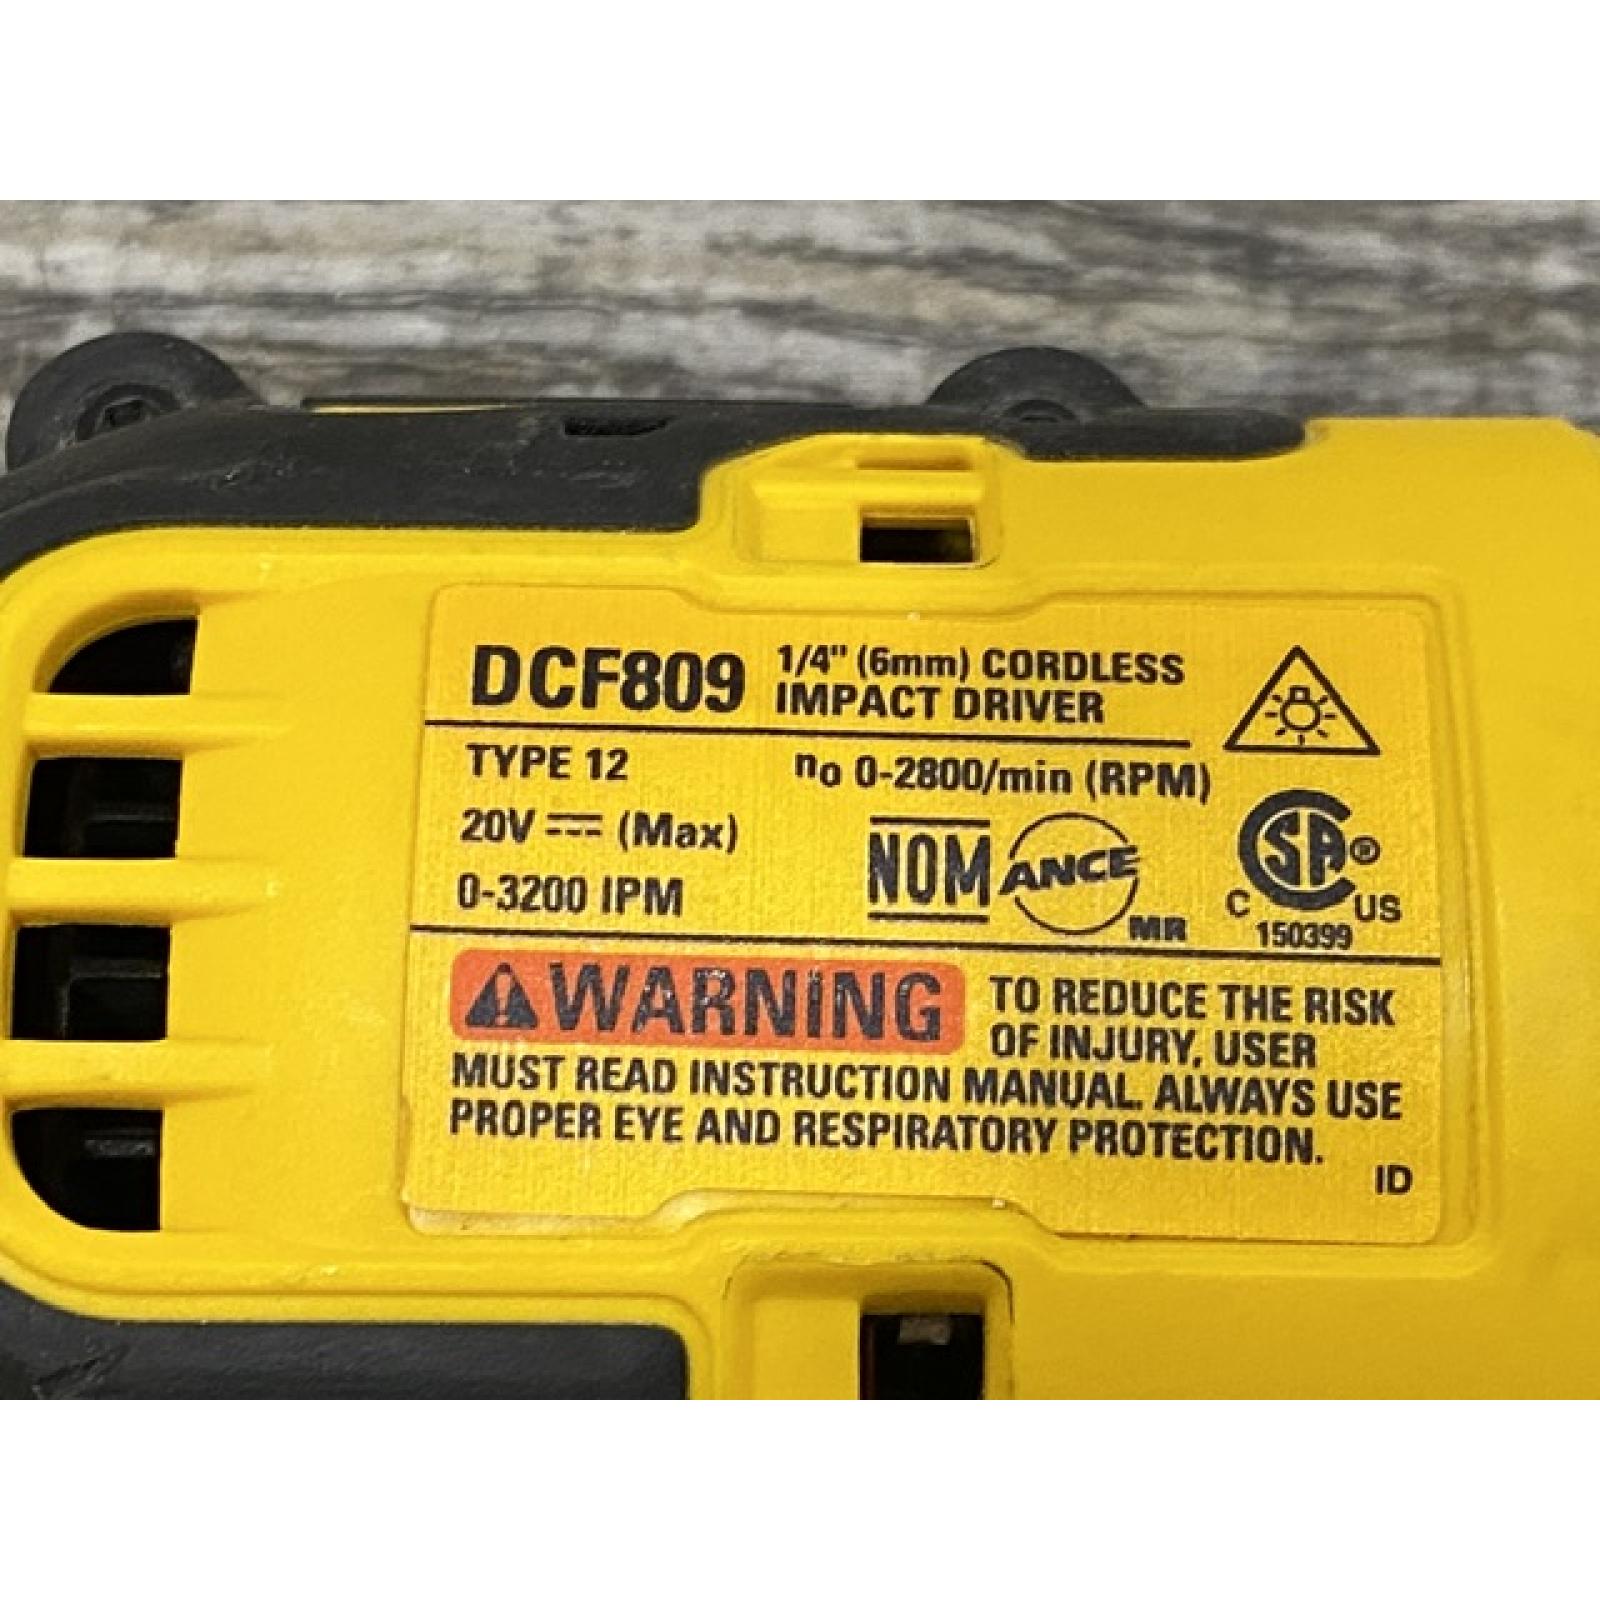 DCF809 1/4" (6mm) CORDLESS
IMPACT DRIVER
TYPE 12 no 0-2800/min (RPM)
20V (Max)
0-3200 IPM
NOM ANCE MR
CSA ®
C US
150399
WARNING TO REDUCE THE RISK
OF INJURY, USER
MUST READ INSTRUCTION MANUAL. ALWAYS USE
PROPER EYE AND RESPIRATORY PROTECTION.
ID